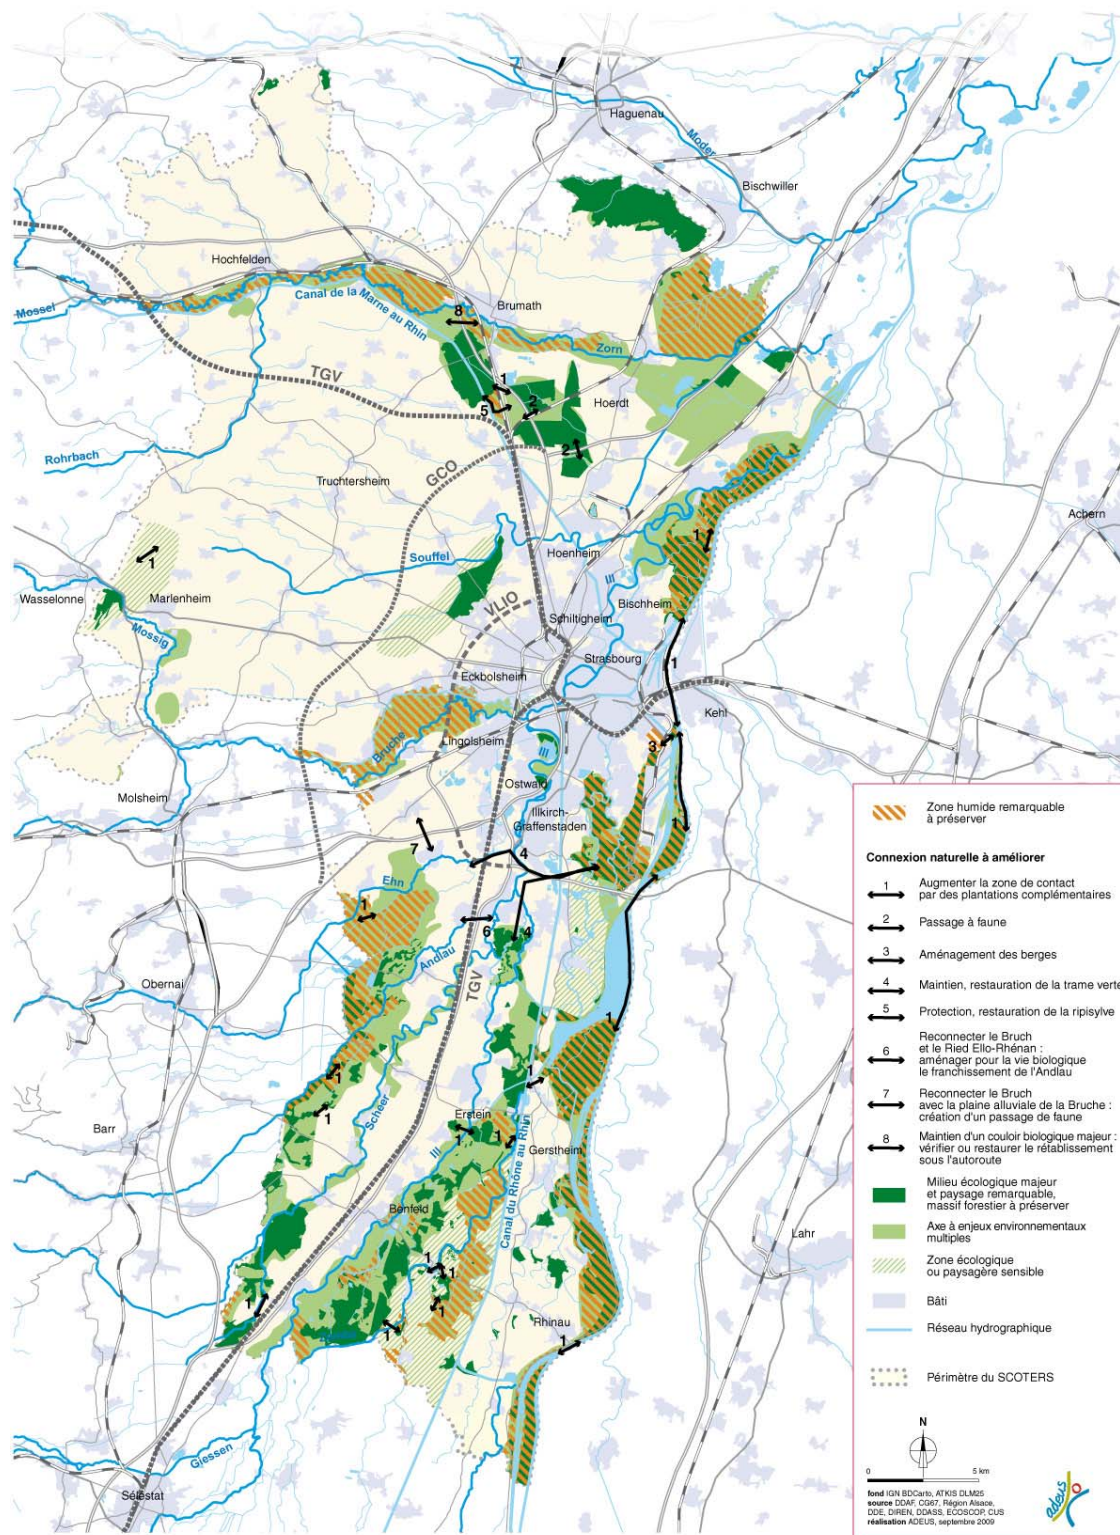 Haguenau
Moder
Bischwiller
Hochfelden
Mossel
Canal de la Marne au Rhin
Brumath
8
Zorn
TGV
1
2
5
Hoerdt
2
Rohrbach
GCO
Truchtersheim
Achern
1
Souffel
Hoenheim
1
Wasselonne
Marlenheim
Ill
Bischheim
VLIO
Schiltigheim
Mossig
Strasbourg
1
Eckbolsheim
Kehl
Bruche
Lingolsheim
Ill
3
Molsheim
Ostwald
Illkirch-
Graffenstaden
1
7
4
Ehn
1
6
4
Andlau
Obernai
TGV
1
1
1
1
Scheer
Erstein
Barr
1
1
Ill
Gerstheim
Canal du Rhône au Rhin
Benfeld
Lahr
1
1
1
1
1
Rhinau
1
Giessen
Sélestat
Zone humide remarquable
à préserver
Connexion naturelle à améliorer
1
Augmenter la zone de contact
par des plantations complémentaires
2
Passage à faune
3
Aménagement des berges
4
Maintien, restauration de la trame verte
5
Protection, restauration de la ripisylve
6
Reconnecter le Bruch
et le Ried Ello-Rhénan :
aménager pour la vie biologique
le franchissement de l'Andlau
7
Reconnecter le Bruch
avec la plaine alluviale de la Bruche :
création d'un passage de faune
8
Maintien d'un couloir biologique majeur :
vérifier ou restaurer le rétablissement
sous l'autoroute
Milieu écologique majeur
et paysage remarquable,
massif forestier à préserver
Axe à enjeux environnementaux
multiples
Zone écologique
ou paysagère sensible
Bâti
Réseau hydrographique
Périmètre du SCOTERS
N
0 5 km
fond IGN BDCarto, ATKIS DLM25
source DDAF, CG67, Région Alsace,
DDE, DIREN, DDASS, ECOSCOP, CUS
réalisation ADEUS, septembre 2009
adeus